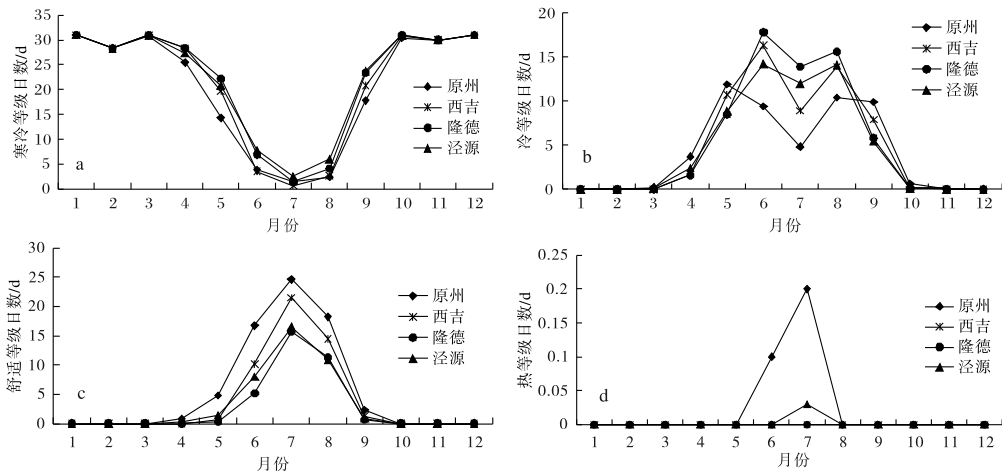 寒冷等级日数/d
35
30
25
20
15
10
5
0
原州
西吉
隆德
泾源
a
1 2 3 4 5 6 7 8 9 10 11 12
月份
冷等级日数/d
20
15
10
5
0
原州
西吉
隆德
泾源
b
1 2 3 4 5 6 7 8 9 10 11 12
月份
舒适等级日数/d
30
25
20
15
10
5
0
原州
西吉
隆德
泾源
c
1 2 3 4 5 6 7 8 9 10 11 12
月份
热等级日数/d
0.25
0.2
0.15
0.1
0.05
0
原州
西吉
隆德
泾源
d
1 2 3 4 5 6 7 8 9 10 11 12
月份